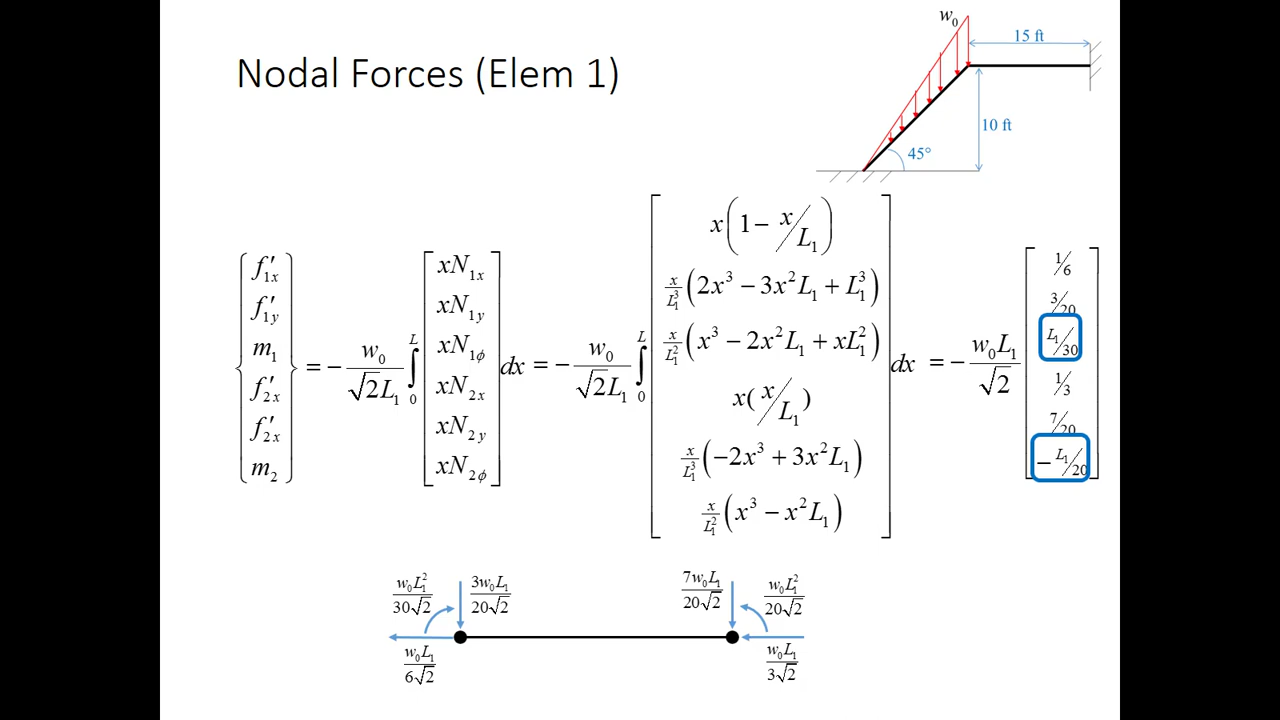 Nodal Forces (Elem 1)
w₀
15 ft
10 ft
45°
{f′₁ₓ f′₁y m₁ f′₂ₓ f′₂ₓ m₂} = − w₀/(√2L₁) ∫₀ᴸ [xN₁ₓ xN₁y xN₁ϕ xN₂ₓ xN₂y xN₂ϕ] dx = − w₀/(√2L₁) ∫₀ᴸ
x(1 − x/L₁)
x/L₁³ (2x³ − 3x²L₁ + L₁³)
x/L₁² (x³ − 2x²L₁ + xL₁²)
x(x/L₁)
x/L₁³ (−2x³ + 3x²L₁)
x/L₁² (x³ − x²L₁)
dx = − w₀L₁/√2
1/6
3/20
L₁/30
1/3
7/20
− L₁/20
w₀L₁²/30√2
3w₀L₁/20√2
7w₀L₁/20√2
w₀L₁²/20√2
w₀L₁/6√2
w₀L₁/3√2